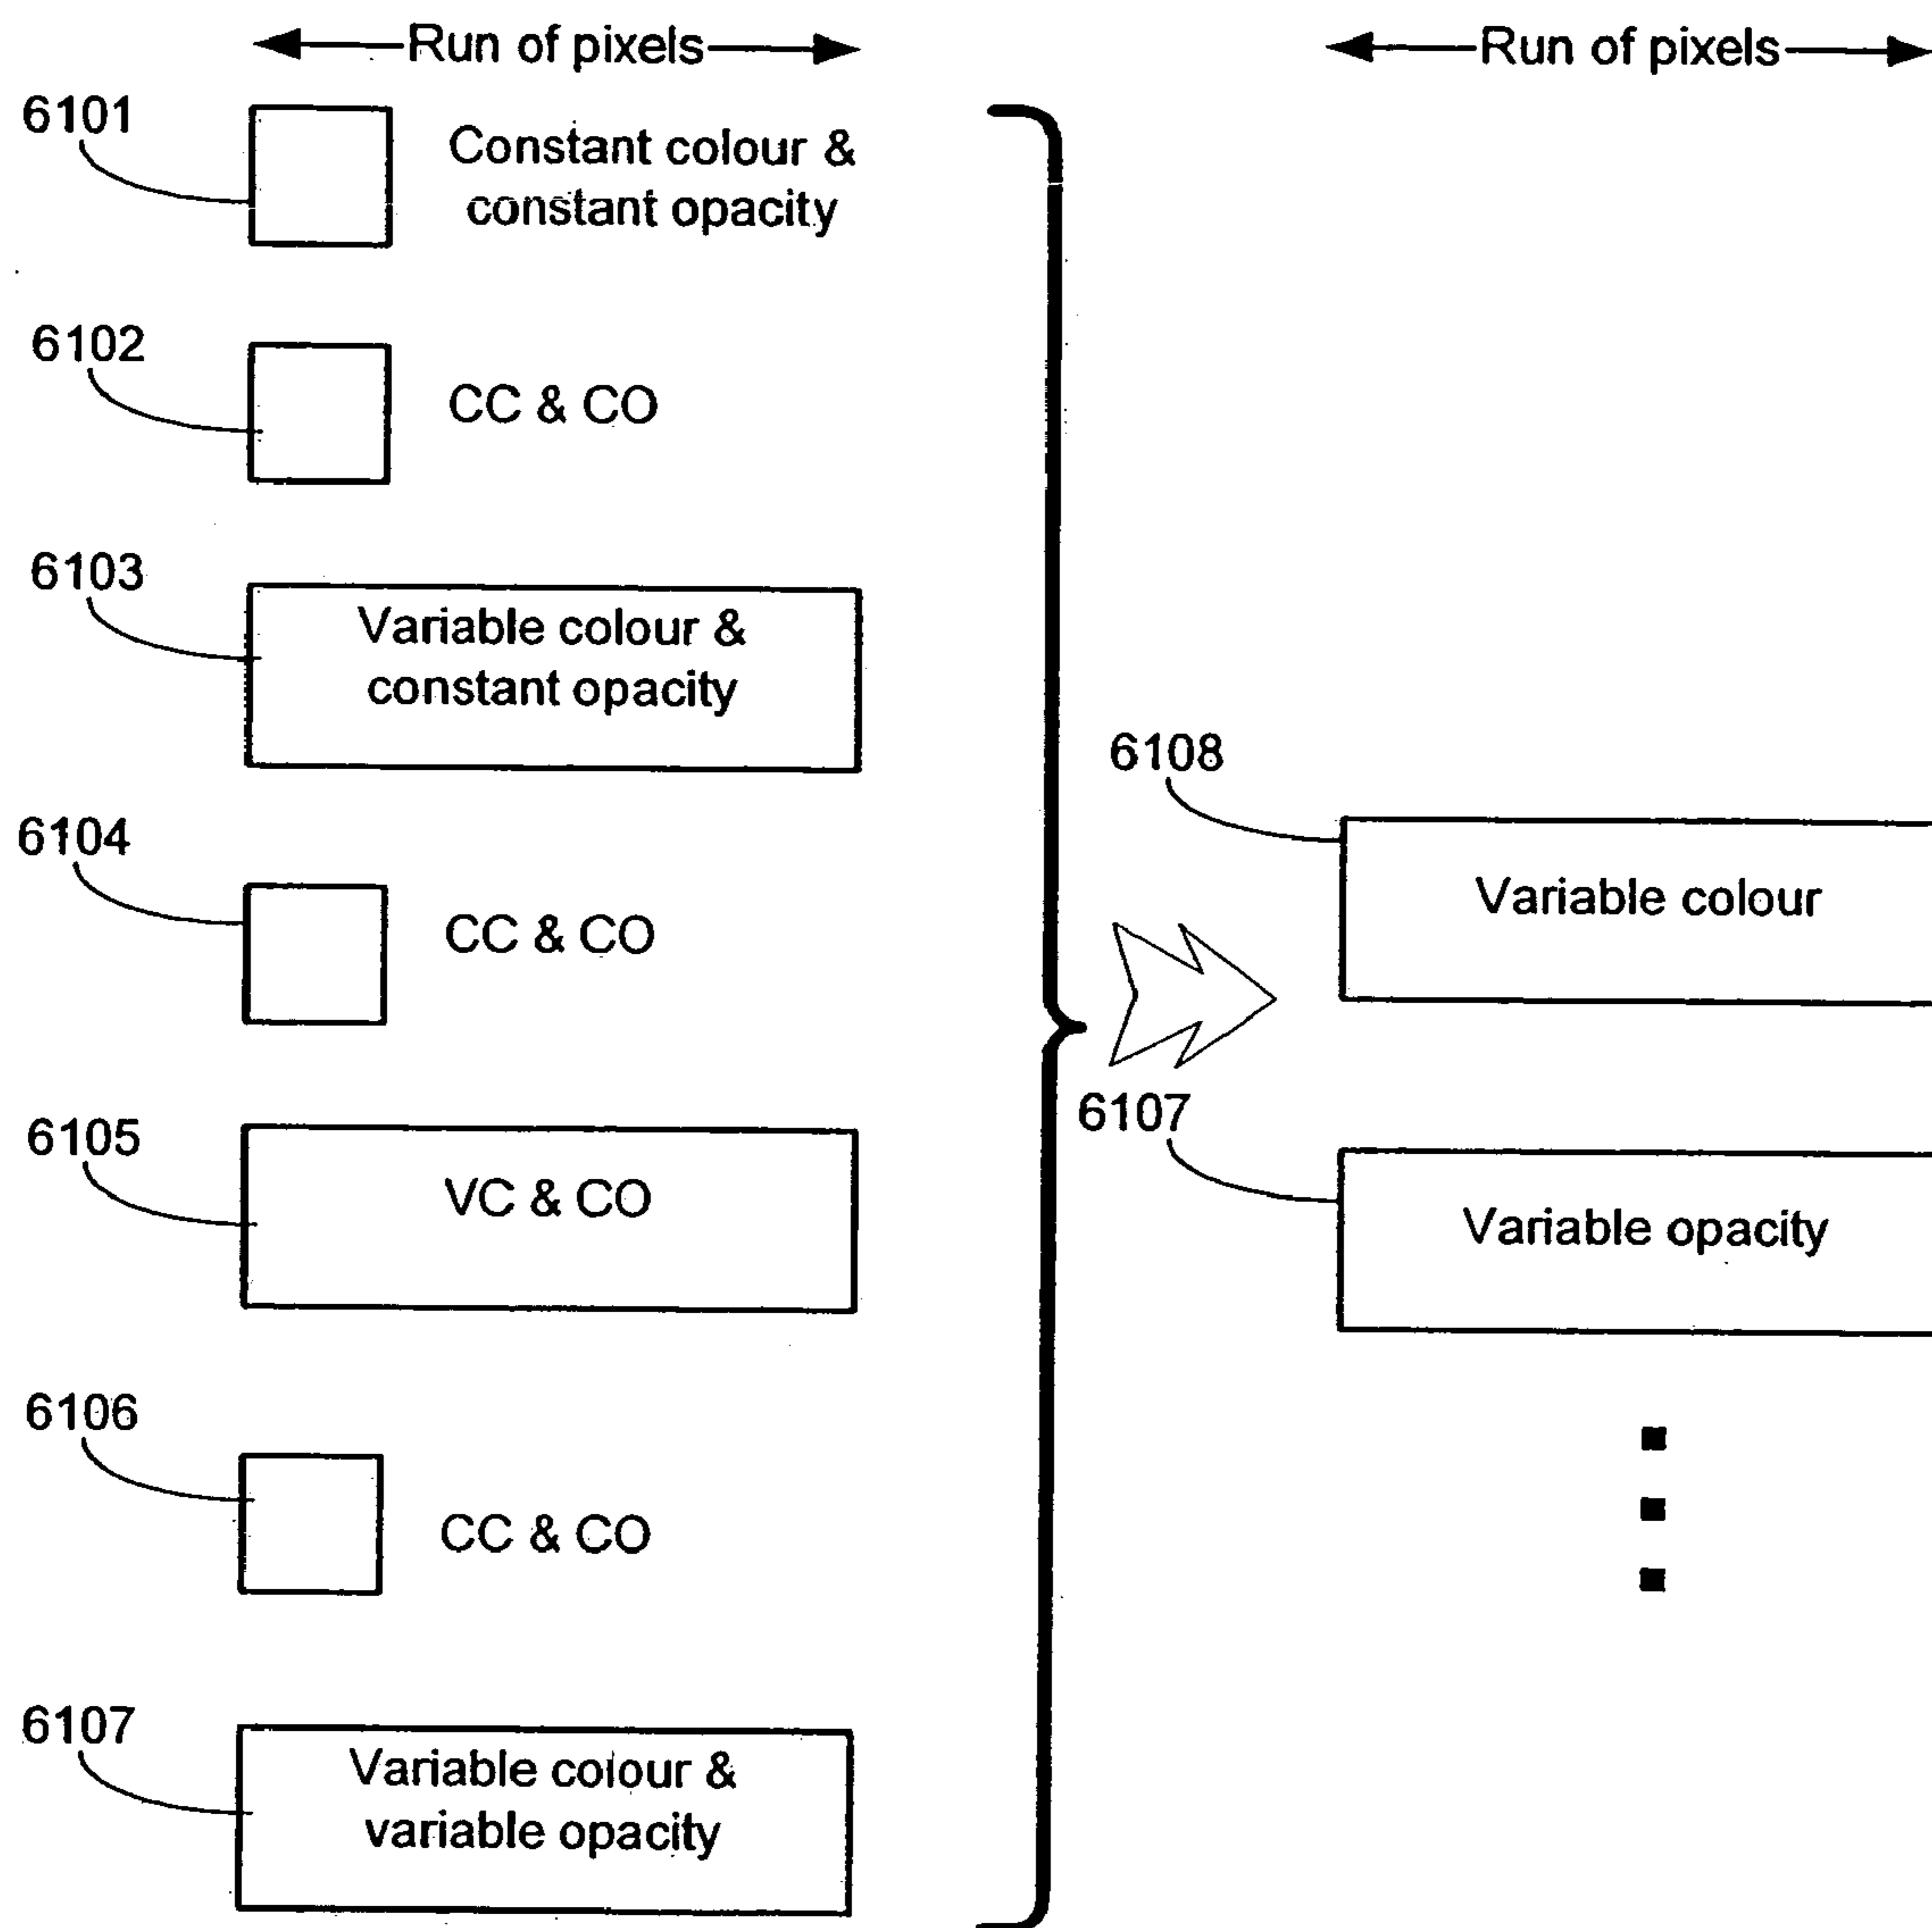 Run of pixels
6101
Constant colour &
constant opacity
6102
CC & CO
6103
Variable colour &
constant opacity
6104
CC & CO
6105
VC & CO
6106
CC & CO
6107
Variable colour &
variable opacity
Run of pixels
6108
Variable colour
6107
Variable opacity